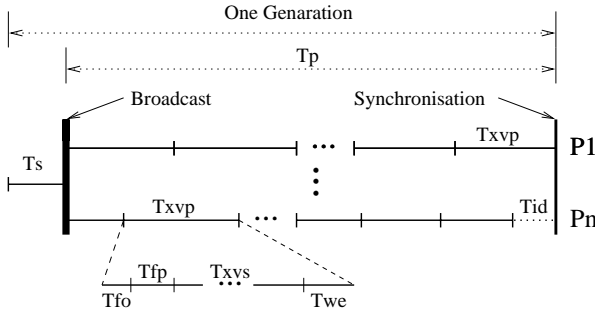 One Genaration
Tp
Broadcast
Synchronisation
Ts
Txvp
P1
Txvp
Tid
Pn
Tfo
Tfp
Txvs
Twe